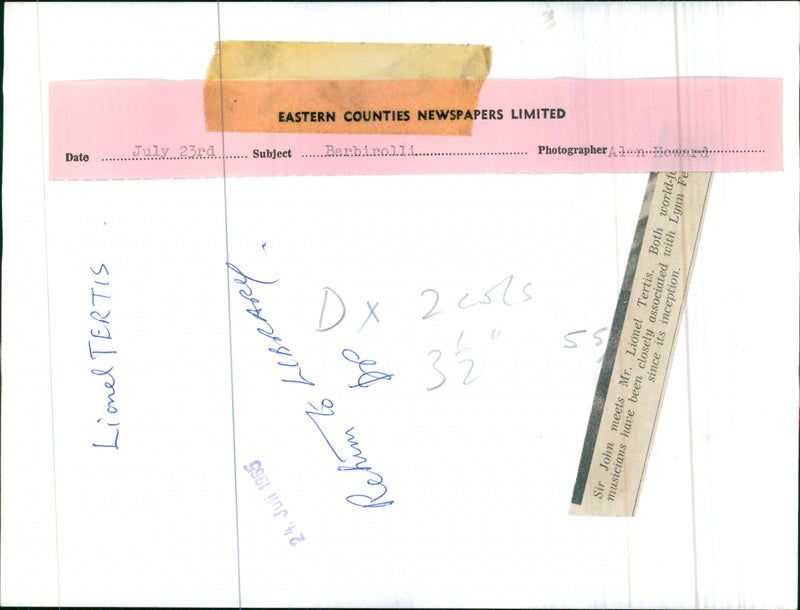 EASTERN COUNTIES NEWSPAPERS LIMITED
Date July 23rd Subject Barbirolli Photographer Alan Howard
Lionel TERTIS.
Return To LIBRARY.
24. JUL 1965
D x 2 cols
3½"
Sir John meets Mr. Lionel Tertis. Both
musicians have been closely associated with Lynn
since its inception.